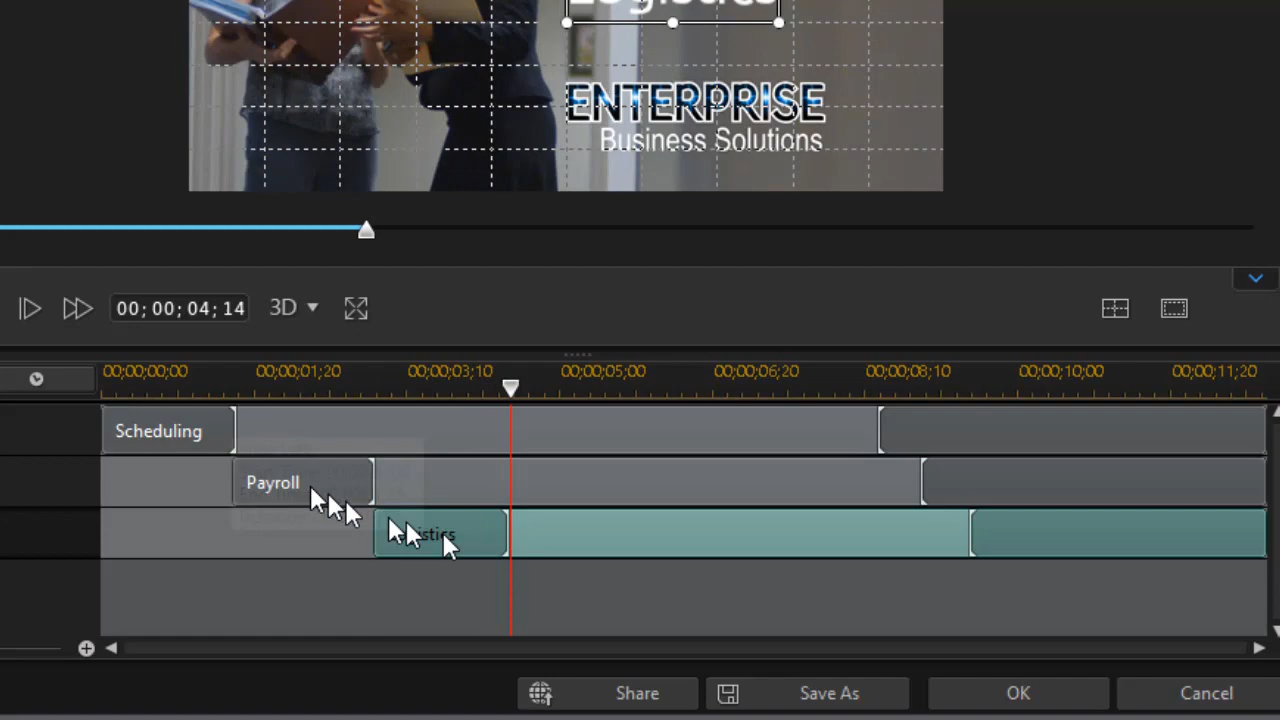 Logistics
ENTERPRISE
Business Solutions
00; 00; 04; 14
3D
00;00;00;00 00;00;01;20 00;00;03;10 00;00;05;00 00;00;06;20 00;00;08;10 00;00;10;00 00;00;11;20
Scheduling
Payroll
Share Save As OK Cancel